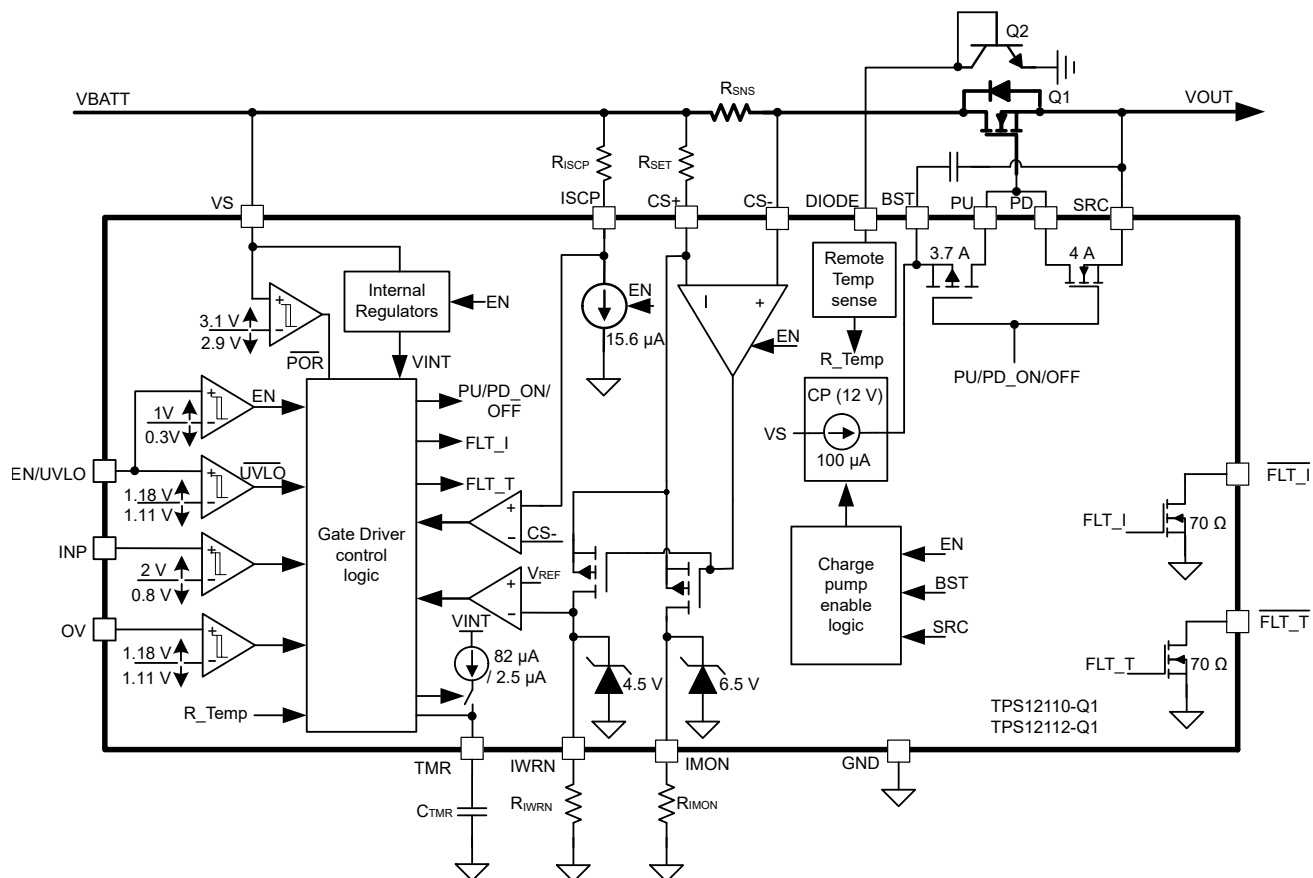 Q2
VBATT
RSNS
Q1
VOUT
RISCP
RSET
VS
ISCP
CS+
CS-
DIODE
BST
PU
PD
SRC
3.7 A
4 A
Remote
Temp
sense
R_Temp
Internal
Regulators
EN
VINT
EN
15.6 µA
I
+
EN
+
−
3.1 V
2.9 V
POR
PU/PD_ON/OFF
CP (12 V)
VS
100 µA
+
−
EN
1V
0.3V
PU/PD_ON/
OFF
FLT_I
FLT_T
EN/UVLO
+
−
UVLO
1.18 V
1.11 V
+
−
CS-
Gate Driver
control
logic
INP
+
−
2 V
0.8 V
VREF
+
−
OV
+
−
1.18 V
1.11 V
VINT
82 µA
/ 2.5 µA
4.5 V
6.5 V
R_Temp
Charge
pump
enable
logic
EN
BST
SRC
FLT_I
FLT_I
70 Ω
FLT_T
FLT_T
70 Ω
TPS12110-Q1
TPS12112-Q1
TMR
IWRN
IMON
GND
CTMR
RIWRN
RIMON